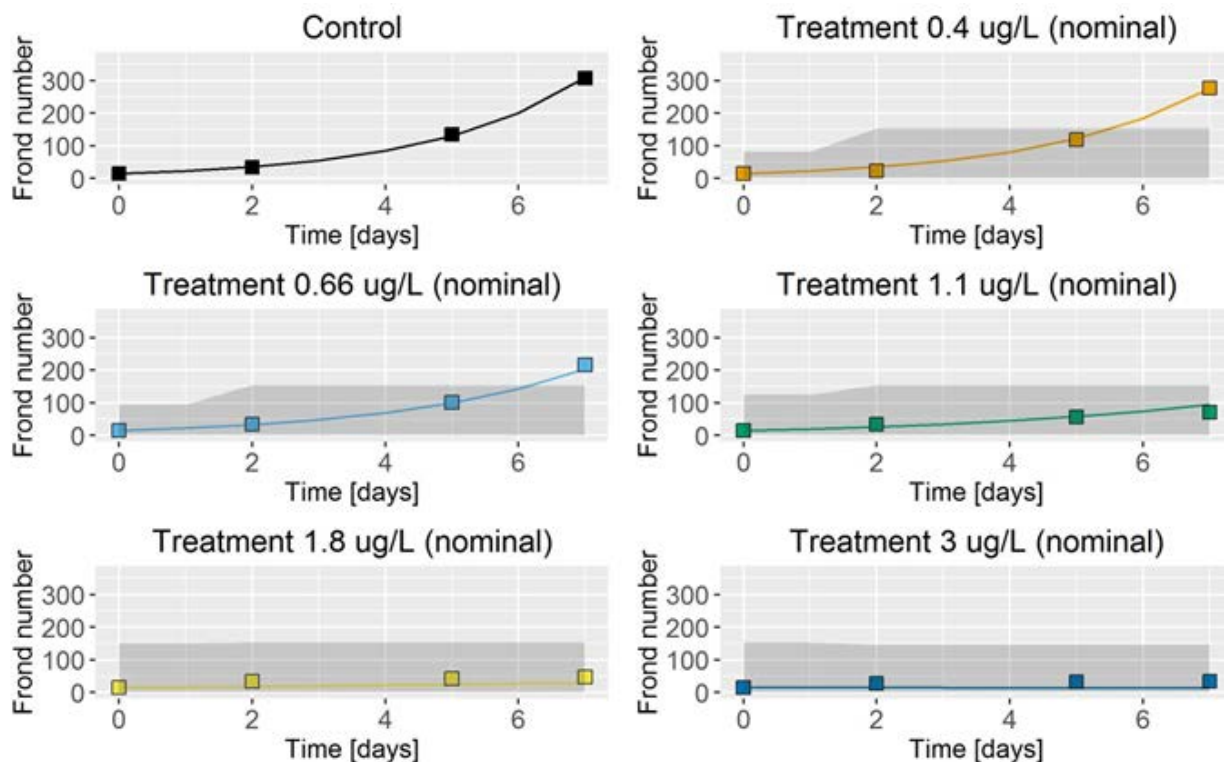 Control
Frond number
300
200
100
0
0 2 4 6
Time [days]
Treatment 0.4 ug/L (nominal)
Frond number
300
200
100
0
0 2 4 6
Time [days]
Treatment 0.66 ug/L (nominal)
Frond number
300
200
100
0
0 2 4 6
Time [days]
Treatment 1.1 ug/L (nominal)
Frond number
300
200
100
0
0 2 4 6
Time [days]
Treatment 1.8 ug/L (nominal)
Frond number
300
200
100
0
0 2 4 6
Time [days]
Treatment 3 ug/L (nominal)
Frond number
300
200
100
0
0 2 4 6
Time [days]